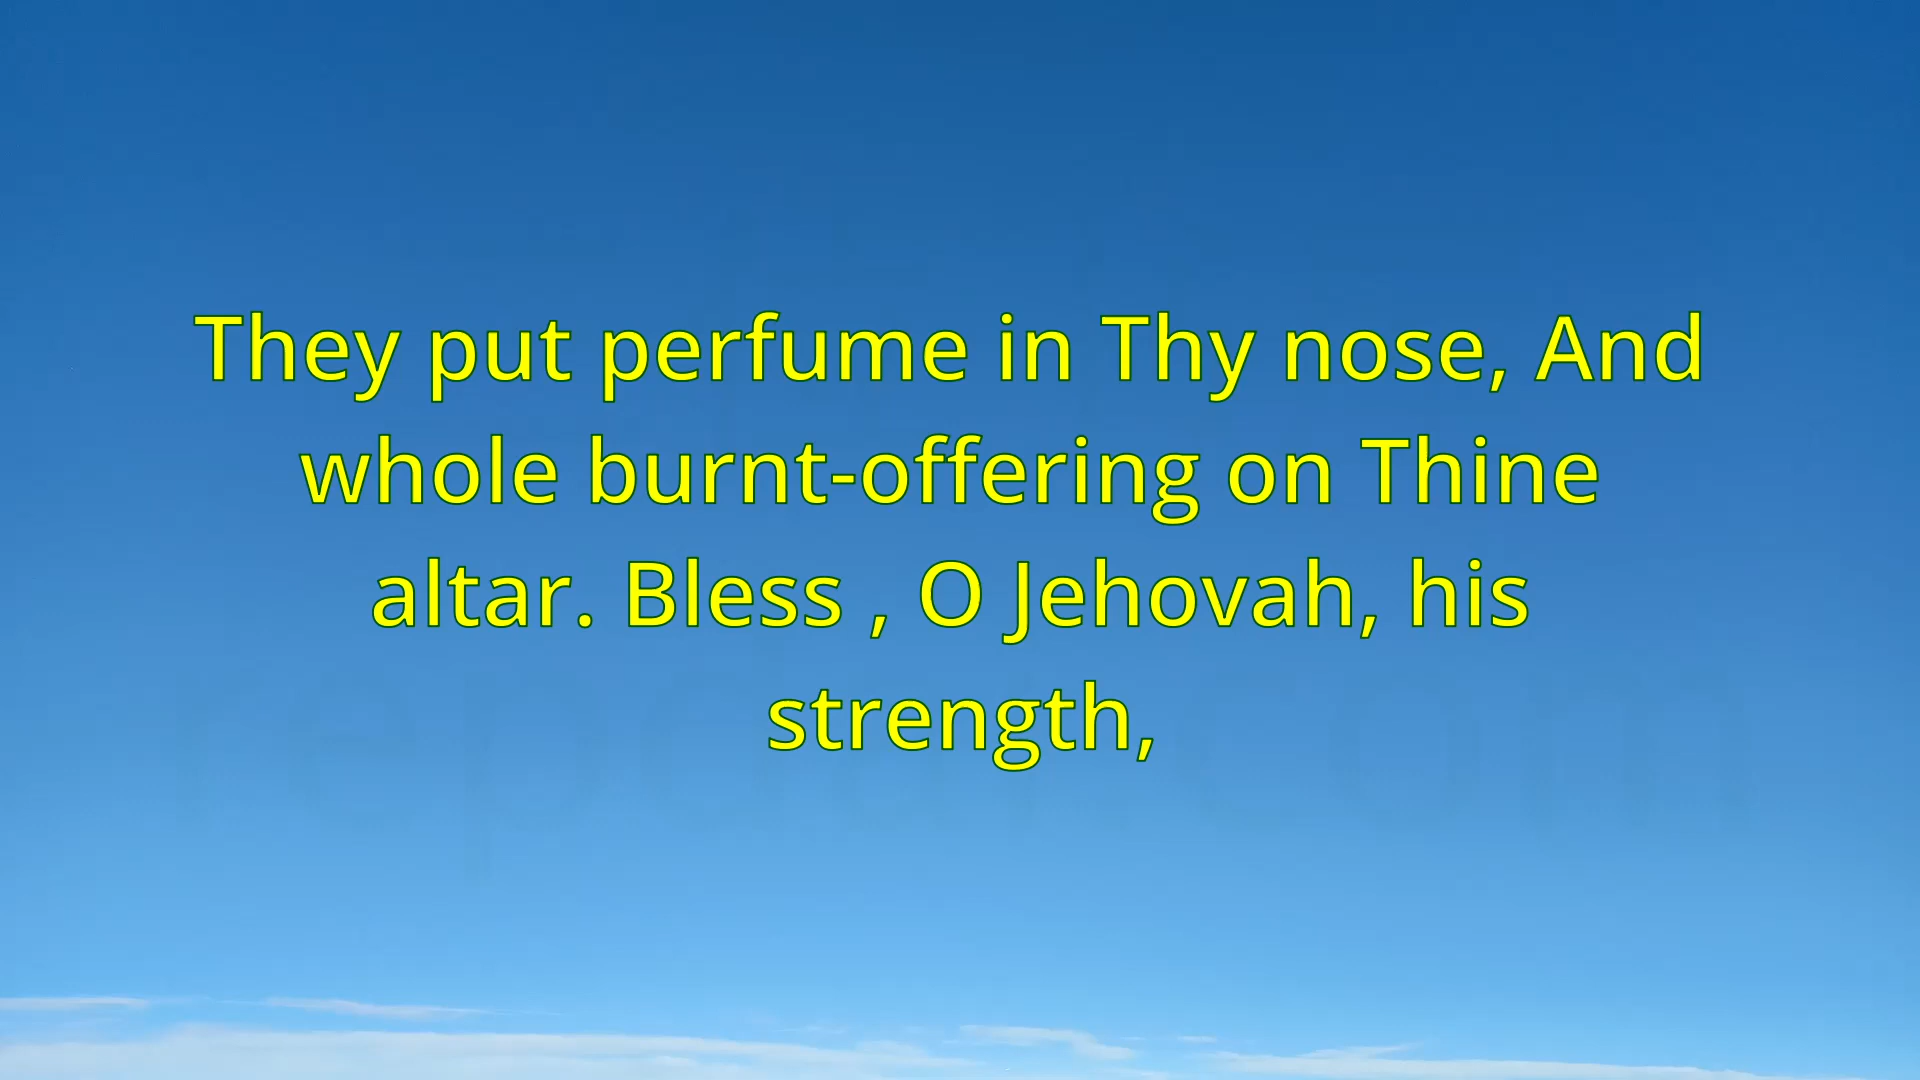 They put perfume in Thy nose, And
whole burnt-offering on Thine
altar. Bless , O Jehovah, his
strength,